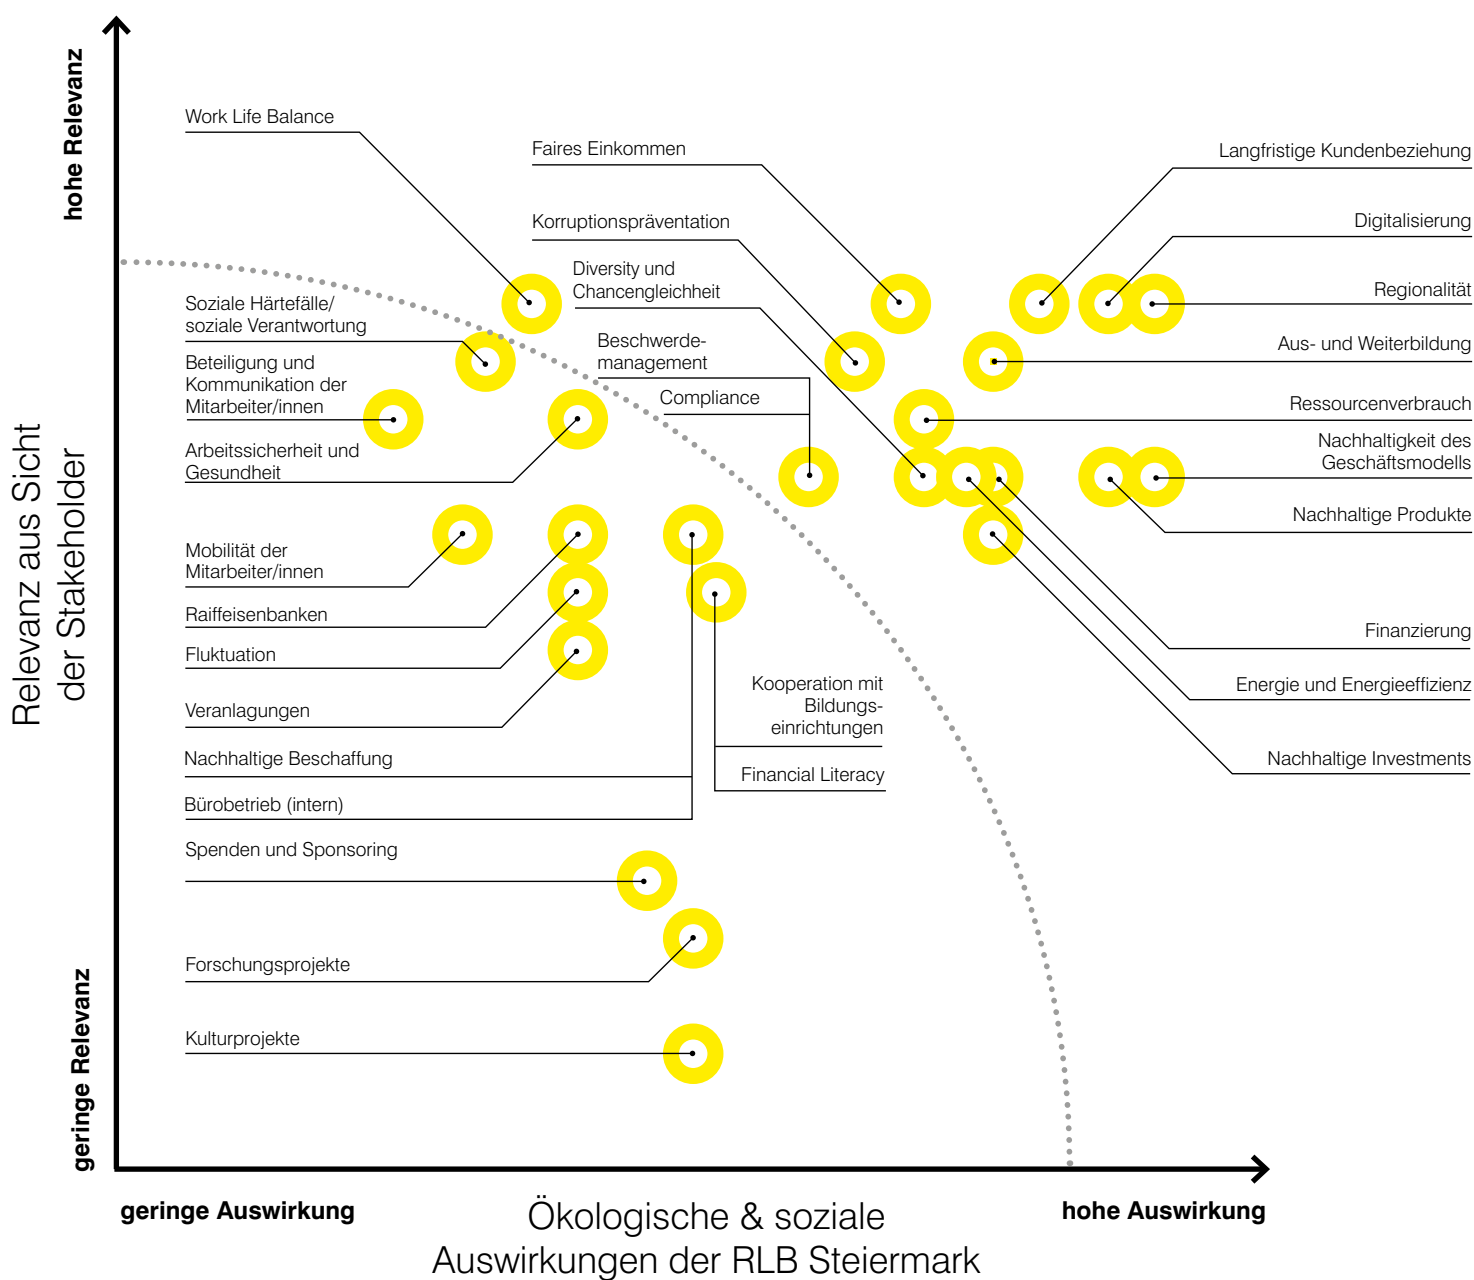 hohe Relevanz
Relevanz aus Sicht
der Stakeholder
geringe Relevanz
Work Life Balance
Soziale Härtefälle/
soziale Verantwortung
Beteiligung und
Kommunikation der
Mitarbeiter/innen
Arbeitssicherheit und
Gesundheit
Mobilität der
Mitarbeiter/innen
Raiffeisenbanken
Fluktuation
Veranlagungen
Nachhaltige Beschaffung
Bürobetrieb (intern)
Spenden und Sponsoring
Forschungsprojekte
Kulturprojekte
Faires Einkommen
Korruptionspräventation
Diversity und
Chancengleichheit
Beschwerde-
management
Compliance
Kooperation mit
Bildungs-
einrichtungen
Financial Literacy
Langfristige Kundenbeziehung
Digitalisierung
Regionalität
Aus- und Weiterbildung
Ressourcenverbrauch
Nachhaltigkeit des
Geschäftsmodells
Nachhaltige Produkte
Finanzierung
Energie und Energieeffizienz
Nachhaltige Investments
geringe Auswirkung
Ökologische & soziale
Auswirkungen der RLB Steiermark
hohe Auswirkung